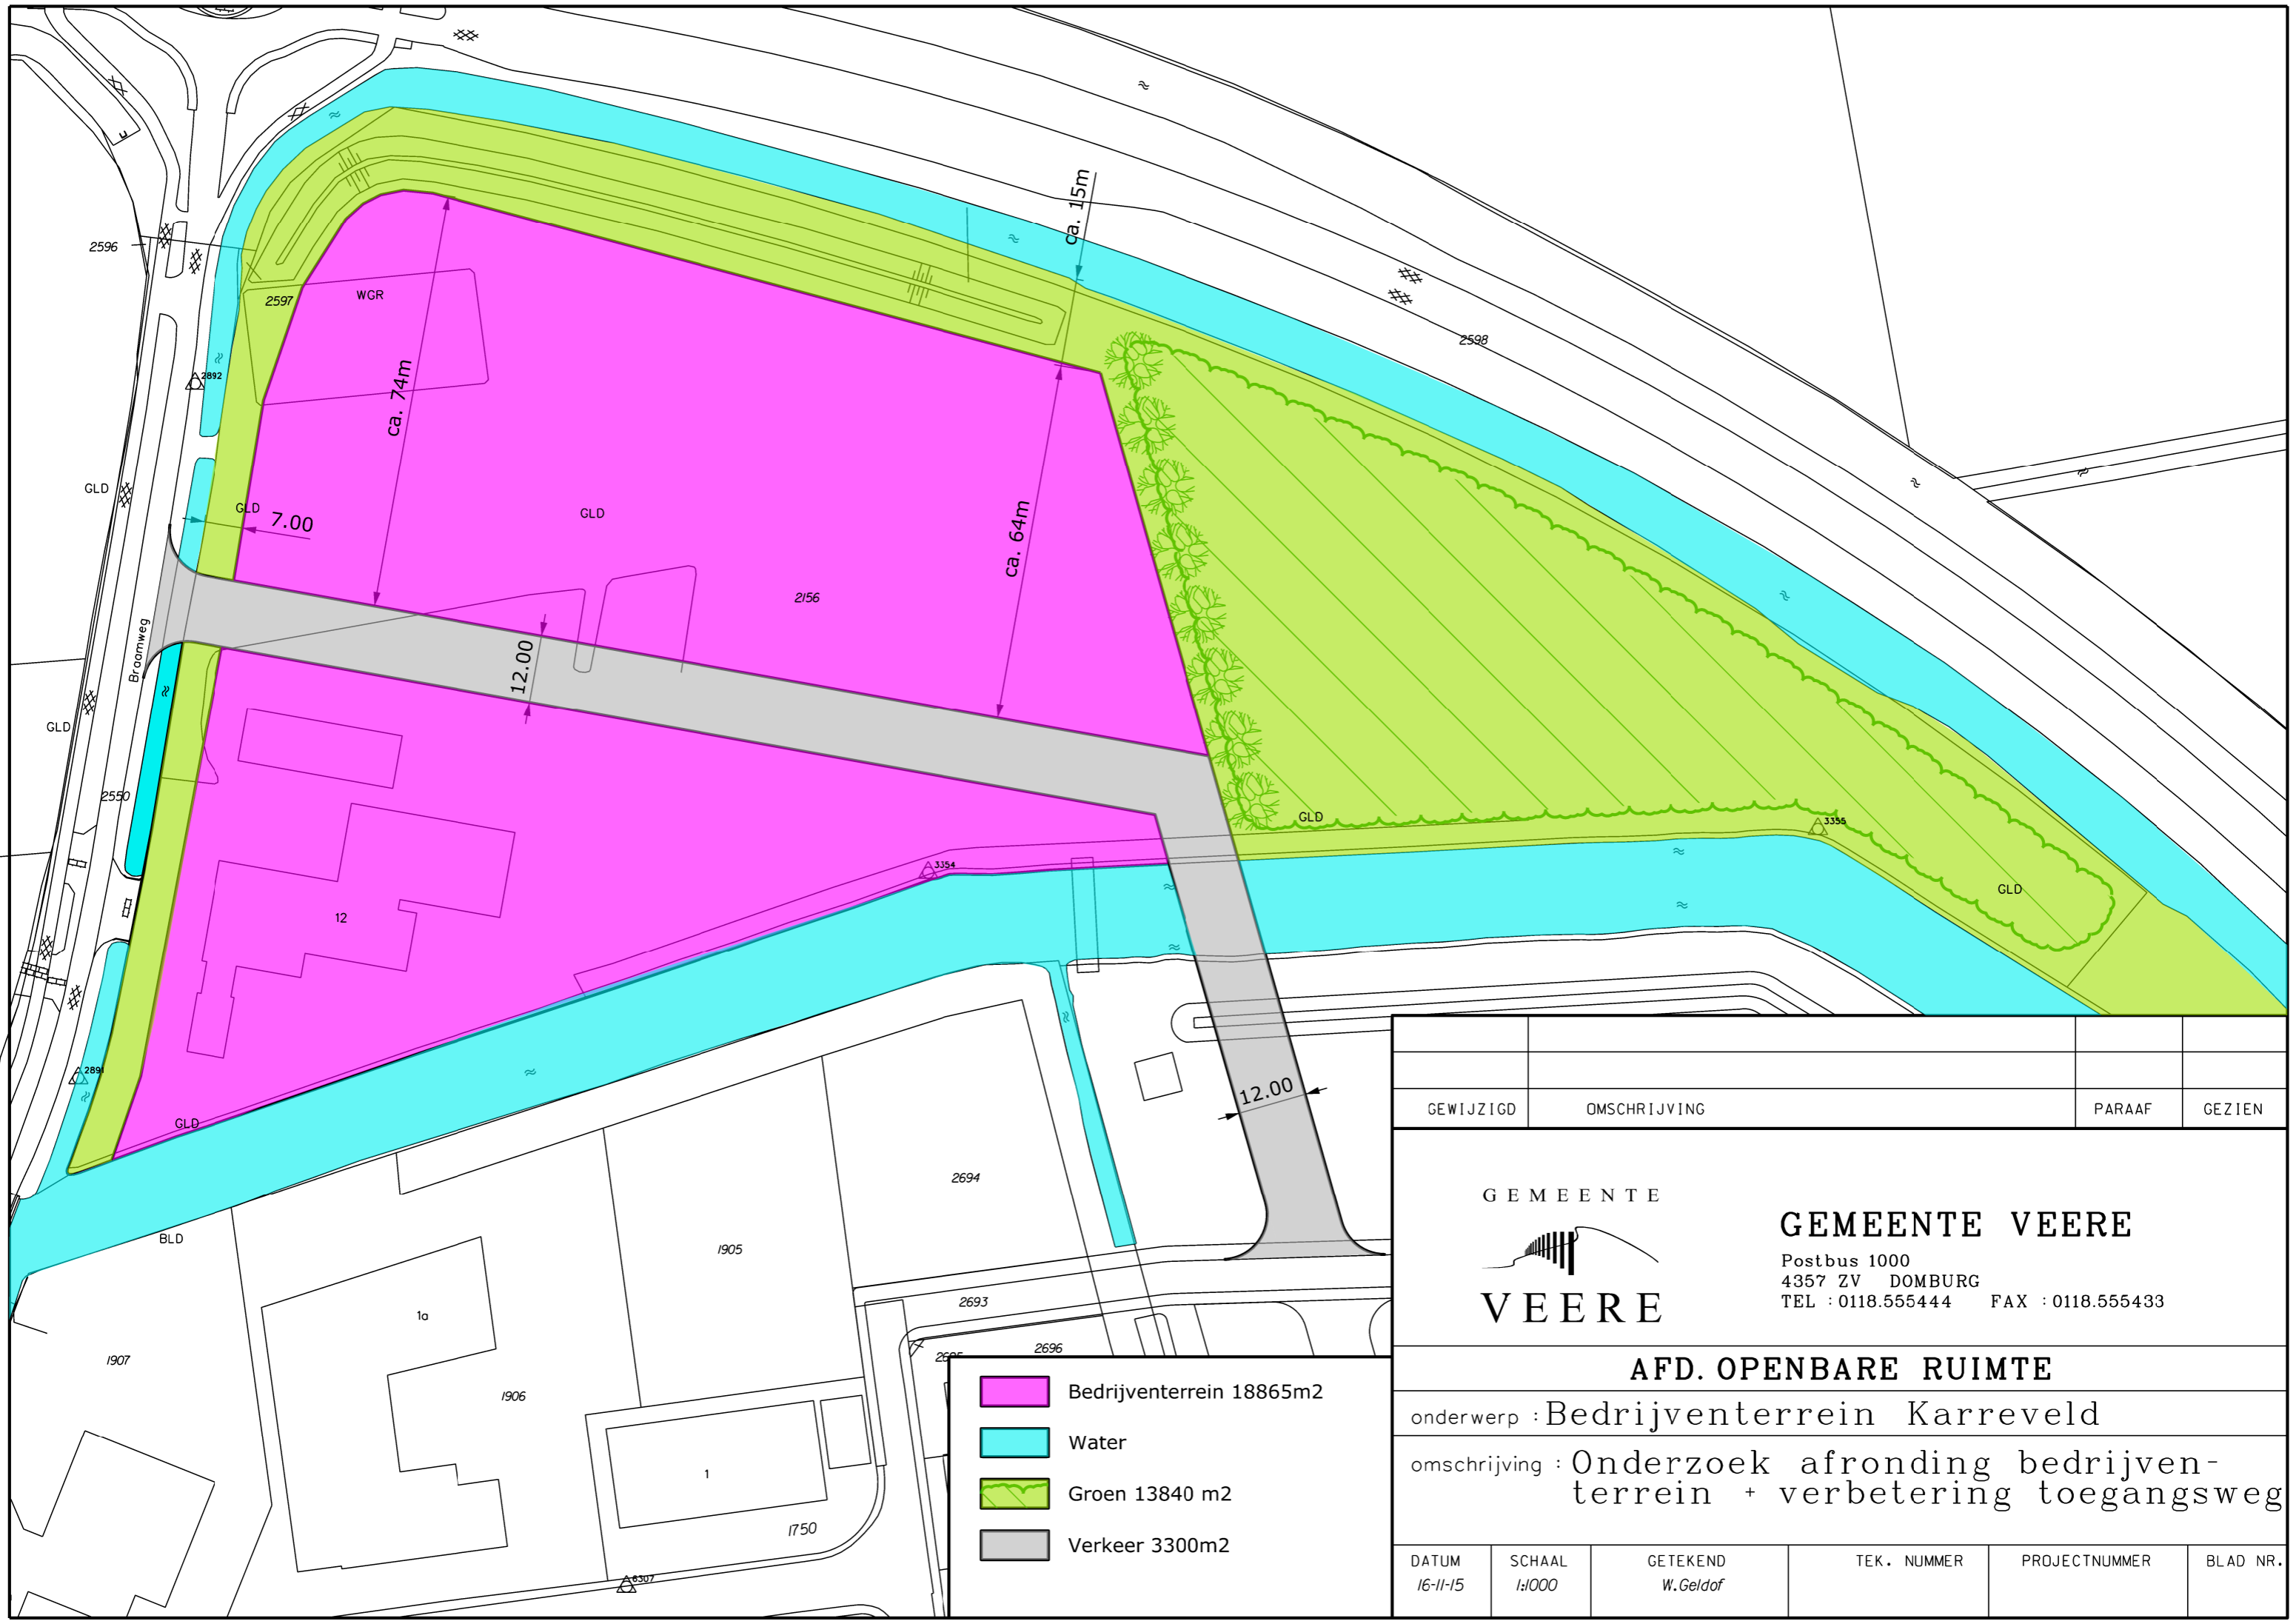 2596
2597
WGR
ca. 15m
2598
2892
ca. 74m
GLD
GLD
7.00
GLD
ca. 64m
2156
Braamweg
12.00
GLD
2550
GLD
3355
3354
GLD
12
2891
GLD
12.00
BLD
2694
1905
1a
2693
2696
1907
1906
1
1750
6307
Bedrijventerrein 18865m2
Water
Groen 13840 m2
Verkeer 3300m2
GEWIJZIGD OMSCHRIJVING PARAAF GEZIEN
GEMEENTE
VEERE
GEMEENTE VEERE
Postbus 1000
4357 ZV DOMBURG
TEL : 0118.555444 FAX : 0118.555433
AFD. OPENBARE RUIMTE
onderwerp : Bedrijventerrein Karreveld
omschrijving : Onderzoek afronding bedrijven-
terrein + verbetering toegangsweg
DATUM SCHAAL GETEKEND TEK. NUMMER PROJECTNUMMER BLAD NR.
16-11-15 1:1000 W.Geldof